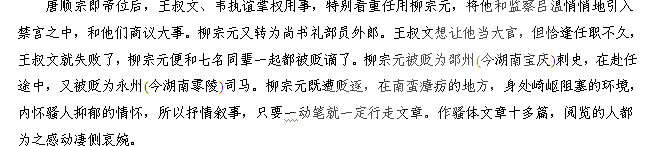 唐顺宗即帝位后，王叔文、韦执谊掌权用事，特别看重任用柳宗元，将他和监察吕温悄悄地引入
禁宫之中，和他们商议大事。柳宗元又转为尚书礼部员外郎。王叔文想让他当大官，但恰逢任职不久，
王叔文就失败了，柳宗元便和七名同辈一起都被贬谪了。柳宗元被贬为邵州(今湖南宝庆)刺史，在赴任
途中，又被贬为永州(今湖南零陵)司马。柳宗元既遭贬逐，在南蛮瘴疠的地方，身处崎岖阻塞的环境，
内怀骚人抑郁的情怀，所以抒情叙事，只要一动笔就一定行走文章。作骚体文章十多篇，阅览的人都
为之感动凄恻哀婉。